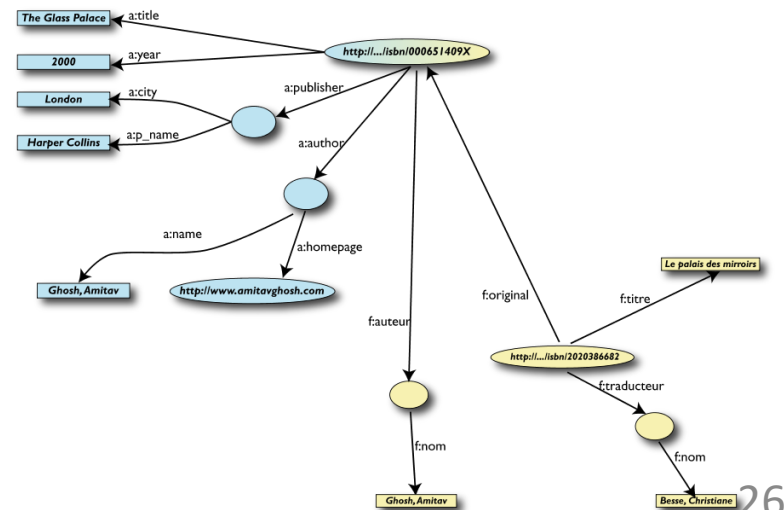 The Glass Palace
a:title
http://.../isbn/000651409X
2000
a:year
London
a:city
a:publisher
Harper Collins
a:p_name
a:author
a:name
a:homepage
Ghosh, Amitav
http://www.amitavghosh.com
Le palais des mirroirs
f:original
f:titre
f:auteur
http://.../isbn/2020386682
f:traducteur
f:nom
f:nom
Ghosh, Amitav
Besse, Christiane
26